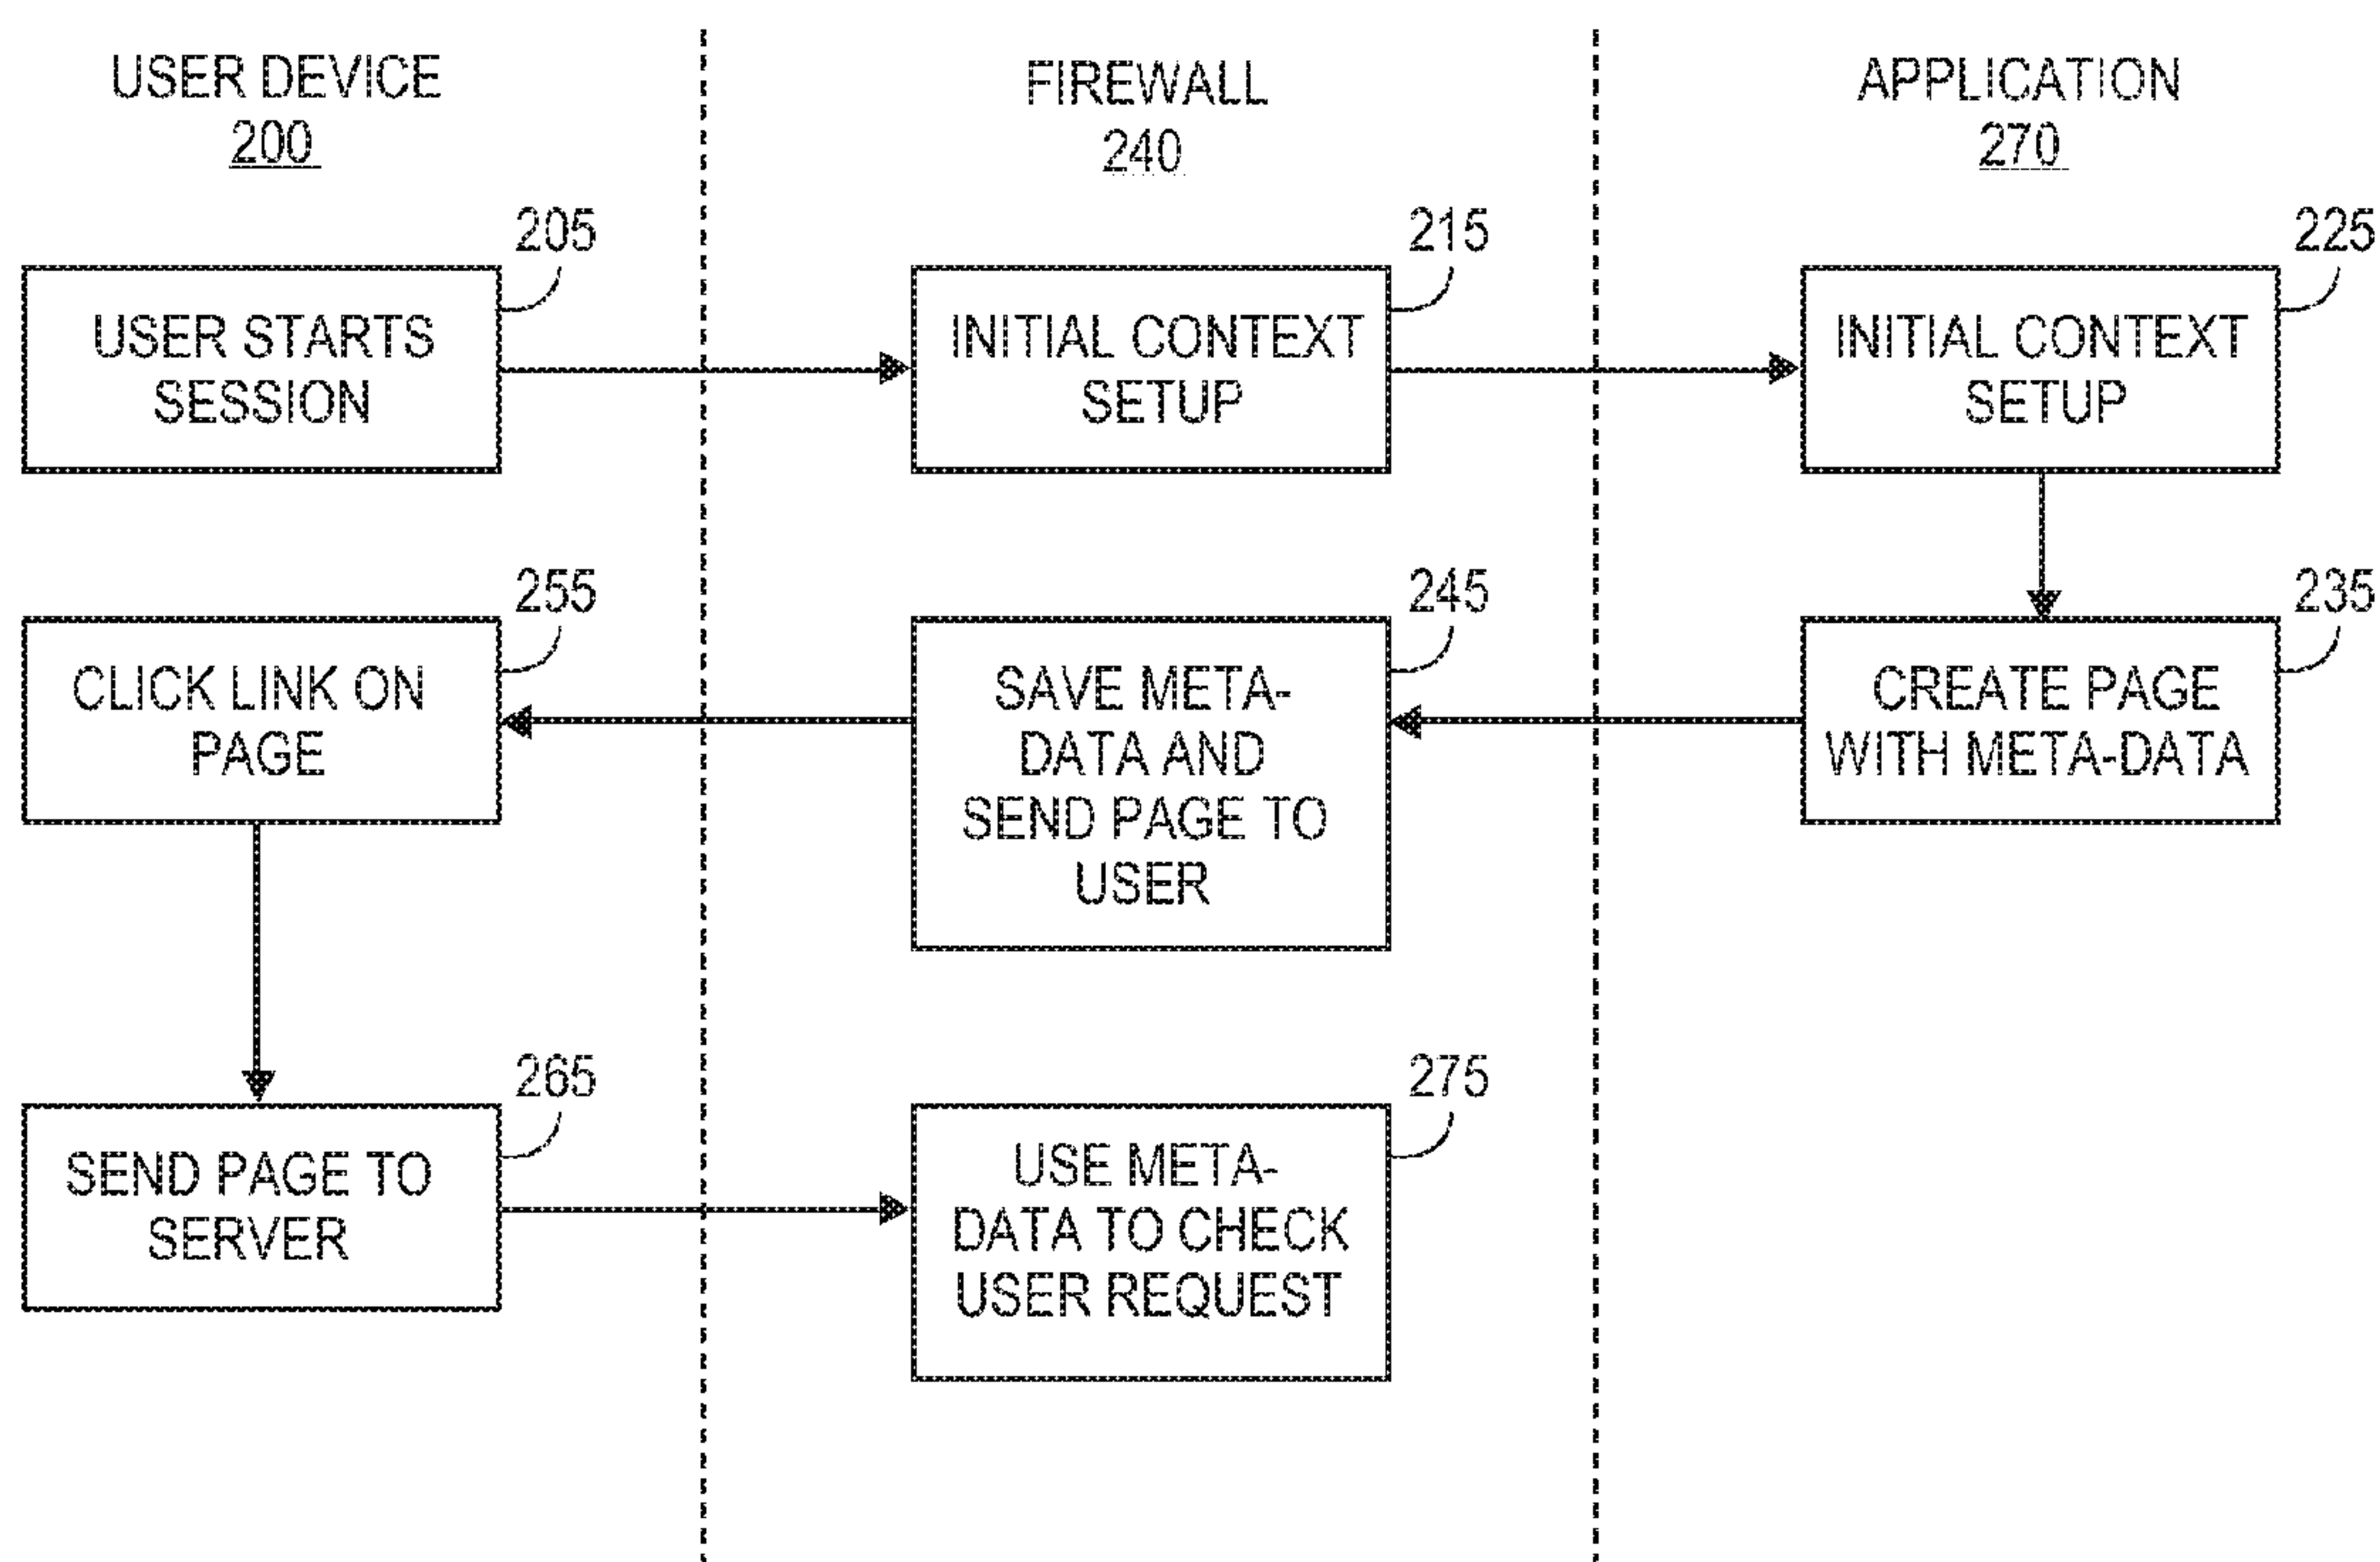 USER DEVICE
200
FIREWALL
240
APPLICATION
270
205
USER STARTS
SESSION
215
INITIAL CONTEXT
SETUP
225
INITIAL CONTEXT
SETUP
255
CLICK LINK ON
PAGE
245
SAVE META-
DATA AND
SEND PAGE TO
USER
235
CREATE PAGE
WITH META-DATA
265
SEND PAGE TO
SERVER
275
USE META-
DATA TO CHECK
USER REQUEST